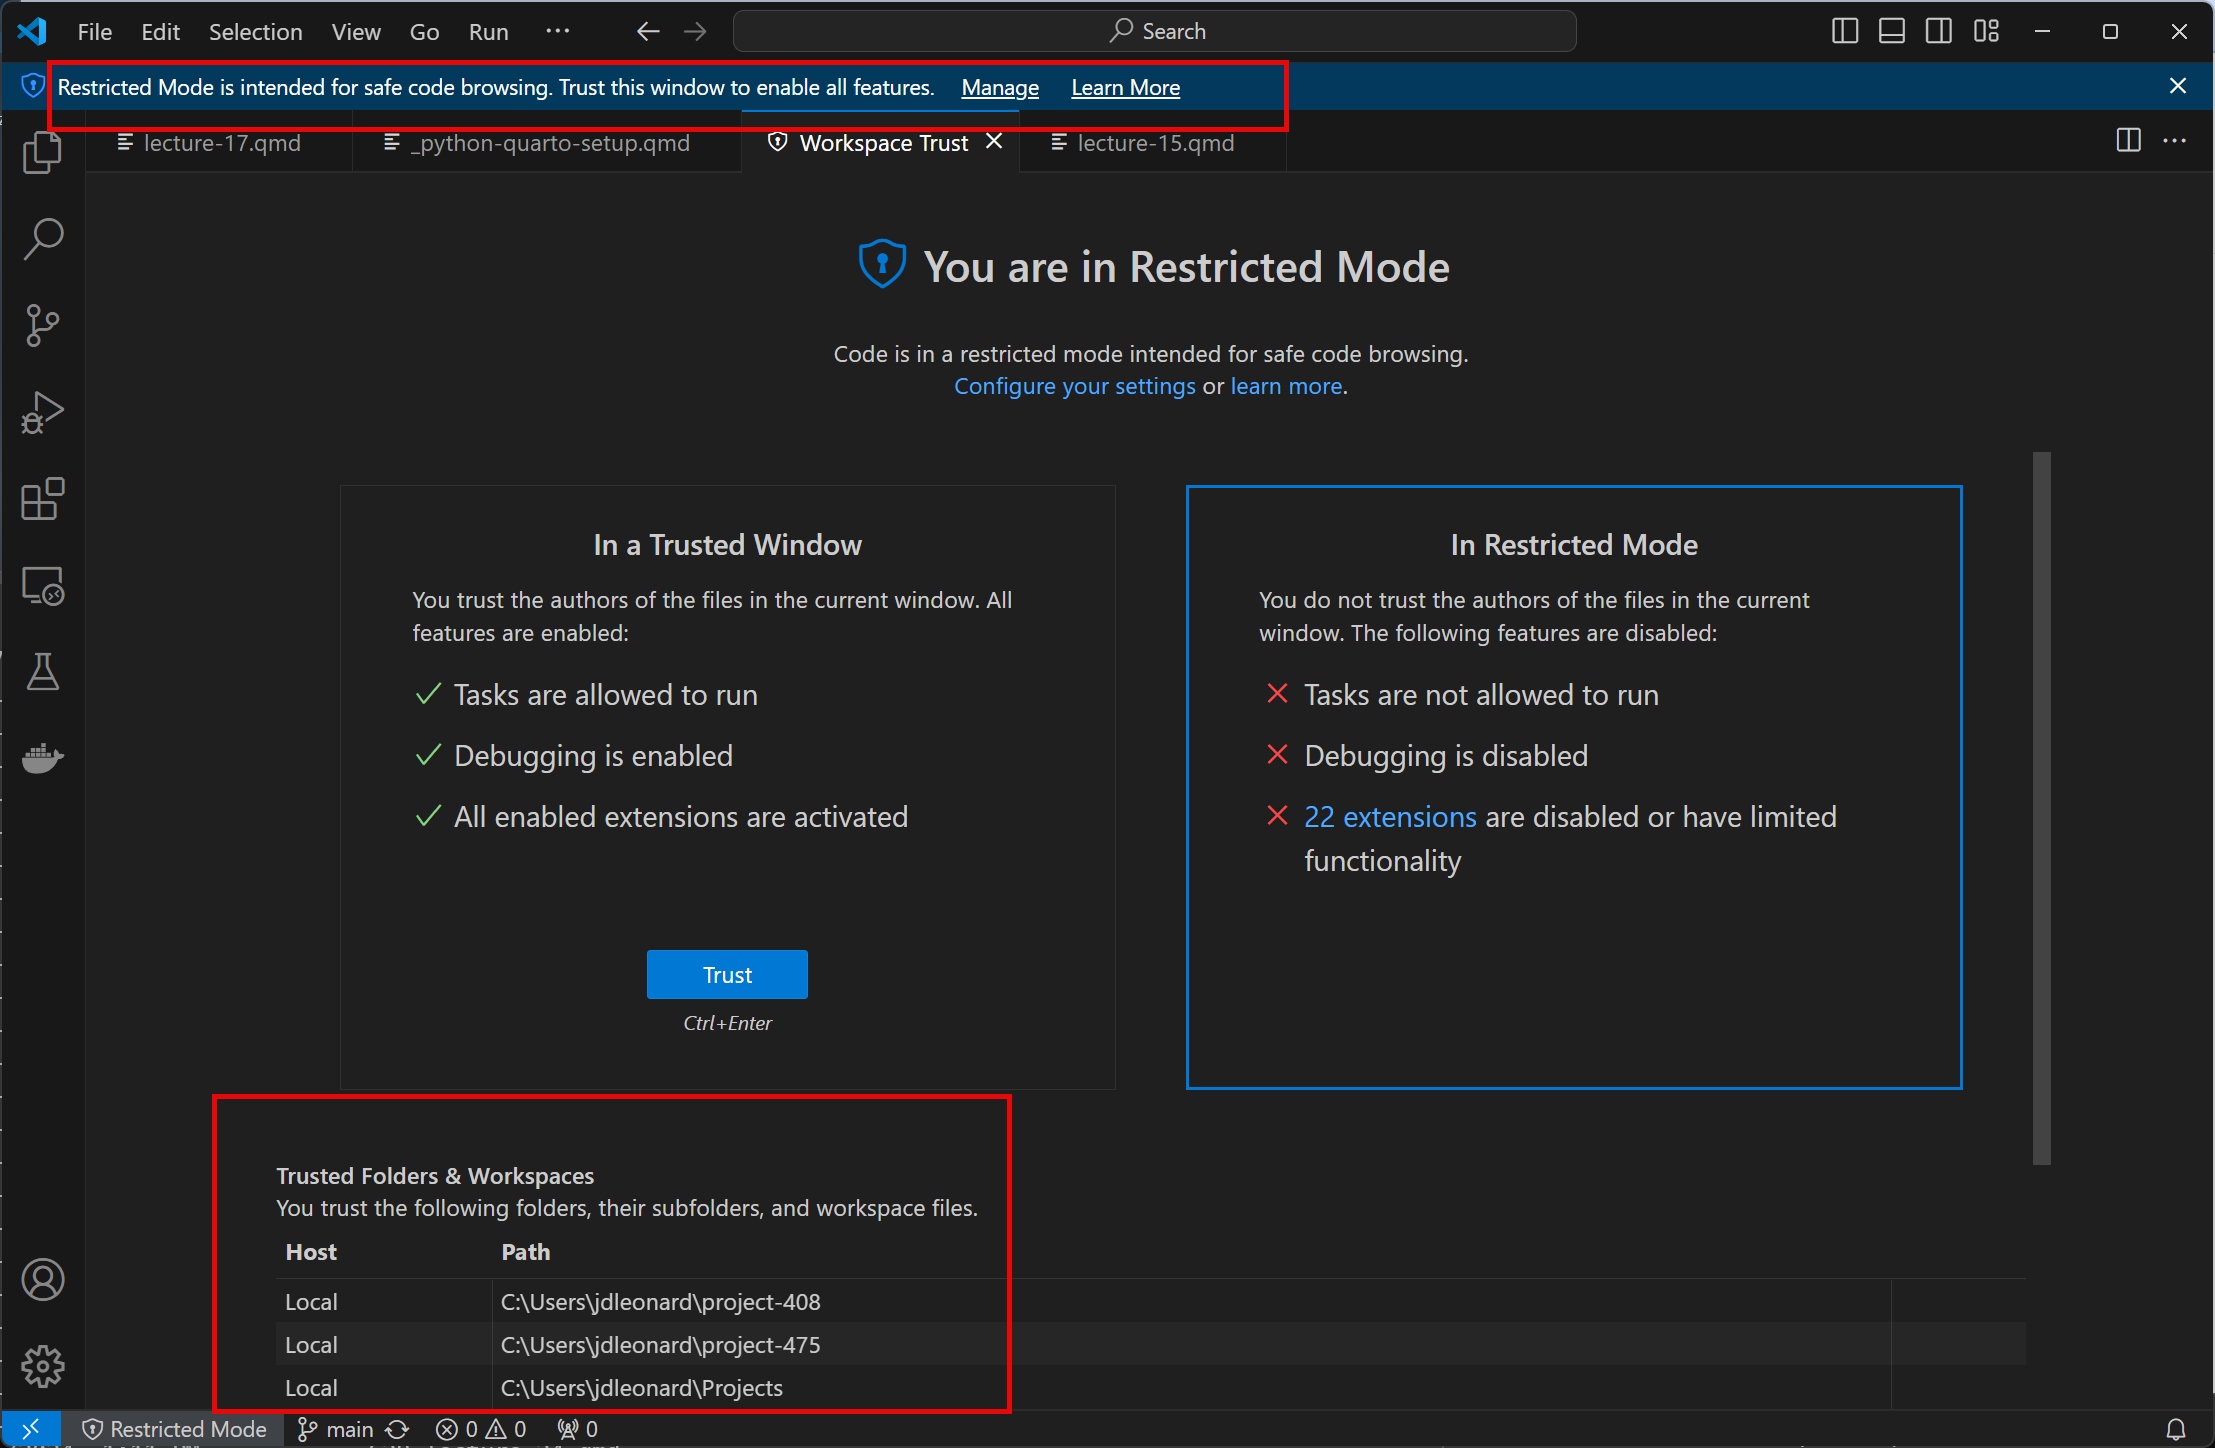 File Edit Selection View Go Run ··· Search
Restricted Mode is intended for safe code browsing. Trust this window to enable all features. Manage Learn More
lecture-17.qmd _python-quarto-setup.qmd Workspace Trust lecture-15.qmd
You are in Restricted Mode
Code is in a restricted mode intended for safe code browsing.
Configure your settings or learn more.
In a Trusted Window
You trust the authors of the files in the current window. All
features are enabled:
Tasks are allowed to run
Debugging is enabled
All enabled extensions are activated
Trust
Ctrl+Enter
In Restricted Mode
You do not trust the authors of the files in the current
window. The following features are disabled:
Tasks are not allowed to run
Debugging is disabled
22 extensions are disabled or have limited
functionality
Trusted Folders & Workspaces
You trust the following folders, their subfolders, and workspace files.
Host Path
Local C:\Users\jdleonard\project-408
Local C:\Users\jdleonard\project-475
Local C:\Users\jdleonard\Projects
Restricted Mode main 0 0 0